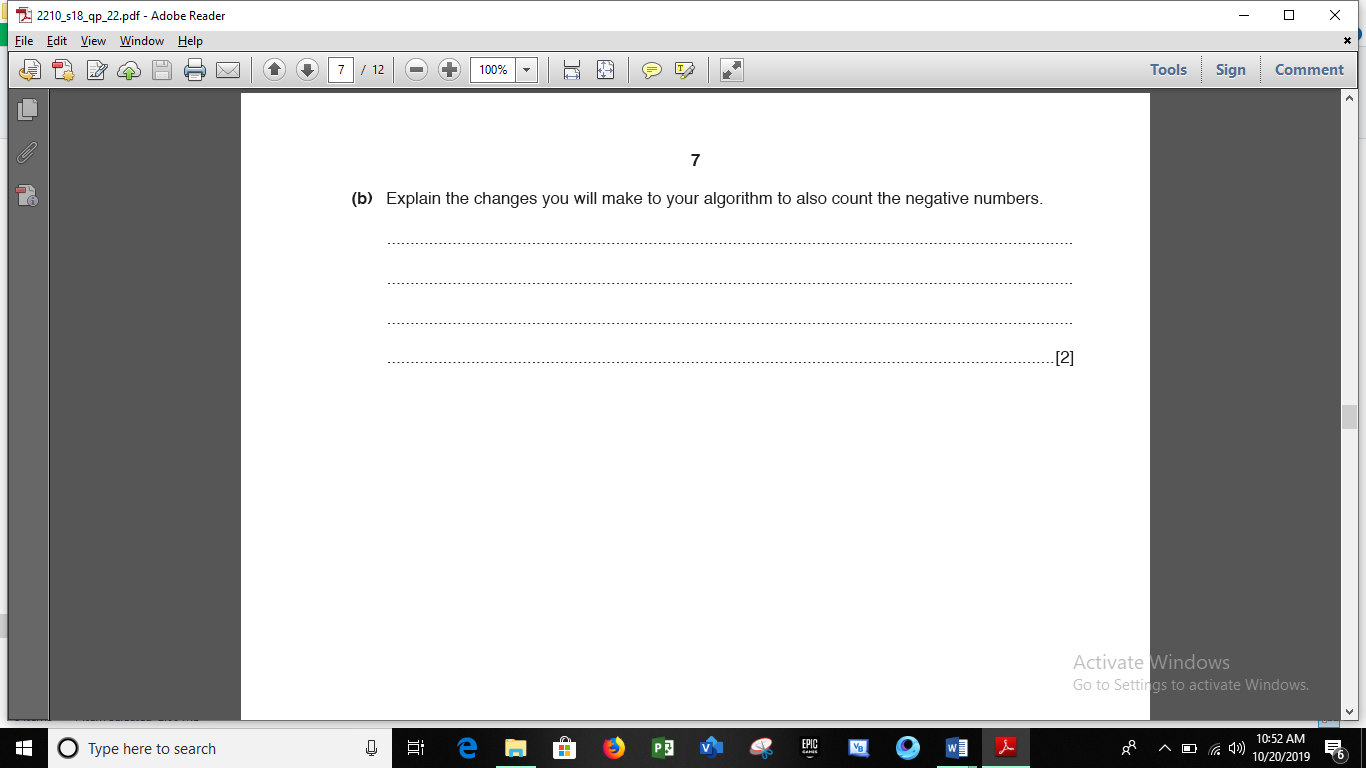 2210_s18_qp_22.pdf - Adobe Reader
File Edit View Window Help
7 / 12 100% Tools Sign Comment
7
(b) Explain the changes you will make to your algorithm to also count the negative numbers.
[2]
Activate Windows
Go to Settings to activate Windows.
Type here to search
10:52 AM
10/20/2019
6